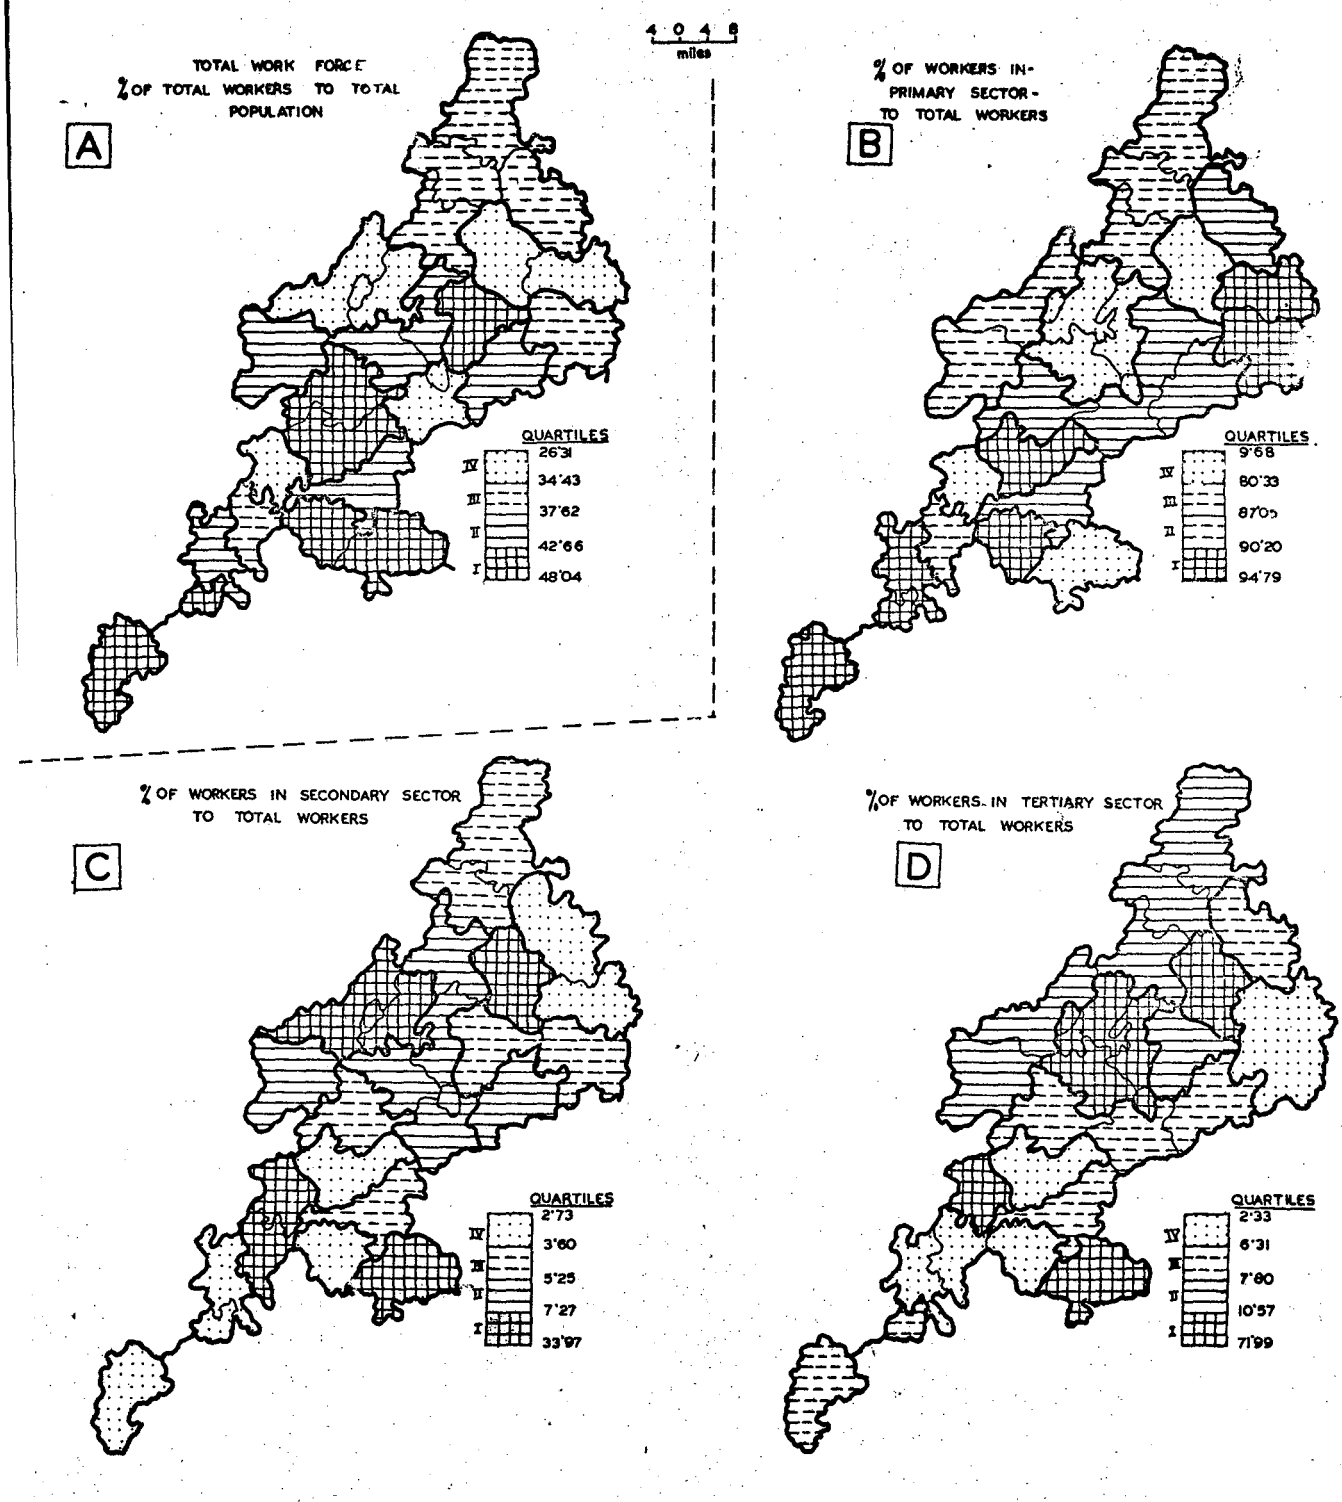 4 0 4 8
miles
TOTAL WORK FORCE
% OF TOTAL WORKERS TO TOTAL
POPULATION
A
QUARTILES
26·31
IV
34·43
III
37·62
II
42·66
I
48·04
% OF WORKERS IN-
PRIMARY SECTOR-
TO TOTAL WORKERS
B
QUARTILES
9·68
IV
80·33
III
87·05
II
90·20
I
94·79
% OF WORKERS IN SECONDARY SECTOR
TO TOTAL WORKERS
C
QUARTILES
2·73
IV
3·60
III
5·25
II
7·27
I
33·97
% OF WORKERS IN TERTIARY SECTOR
TO TOTAL WORKERS
D
QUARTILES
2·33
IV
6·31
III
7·80
II
10·57
I
71·99